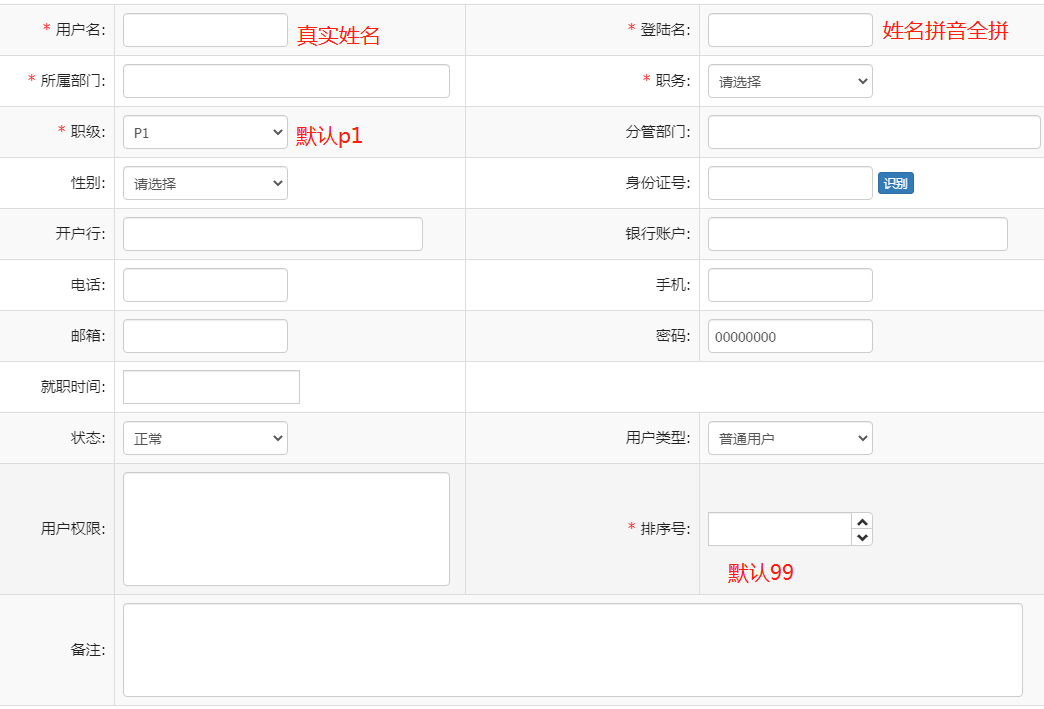 * 用户名: 真实姓名 * 登陆名: 姓名拼音全拼
* 所属部门: * 职务: 请选择
* 职级: P1 默认p1 分管部门:
性别: 请选择 身份证号: 识别
开户行: 银行账户:
电话: 手机:
邮箱: 密码: 00000000
就职时间:
状态: 正常 用户类型: 普通用户
用户权限: * 排序号:
默认99
备注: